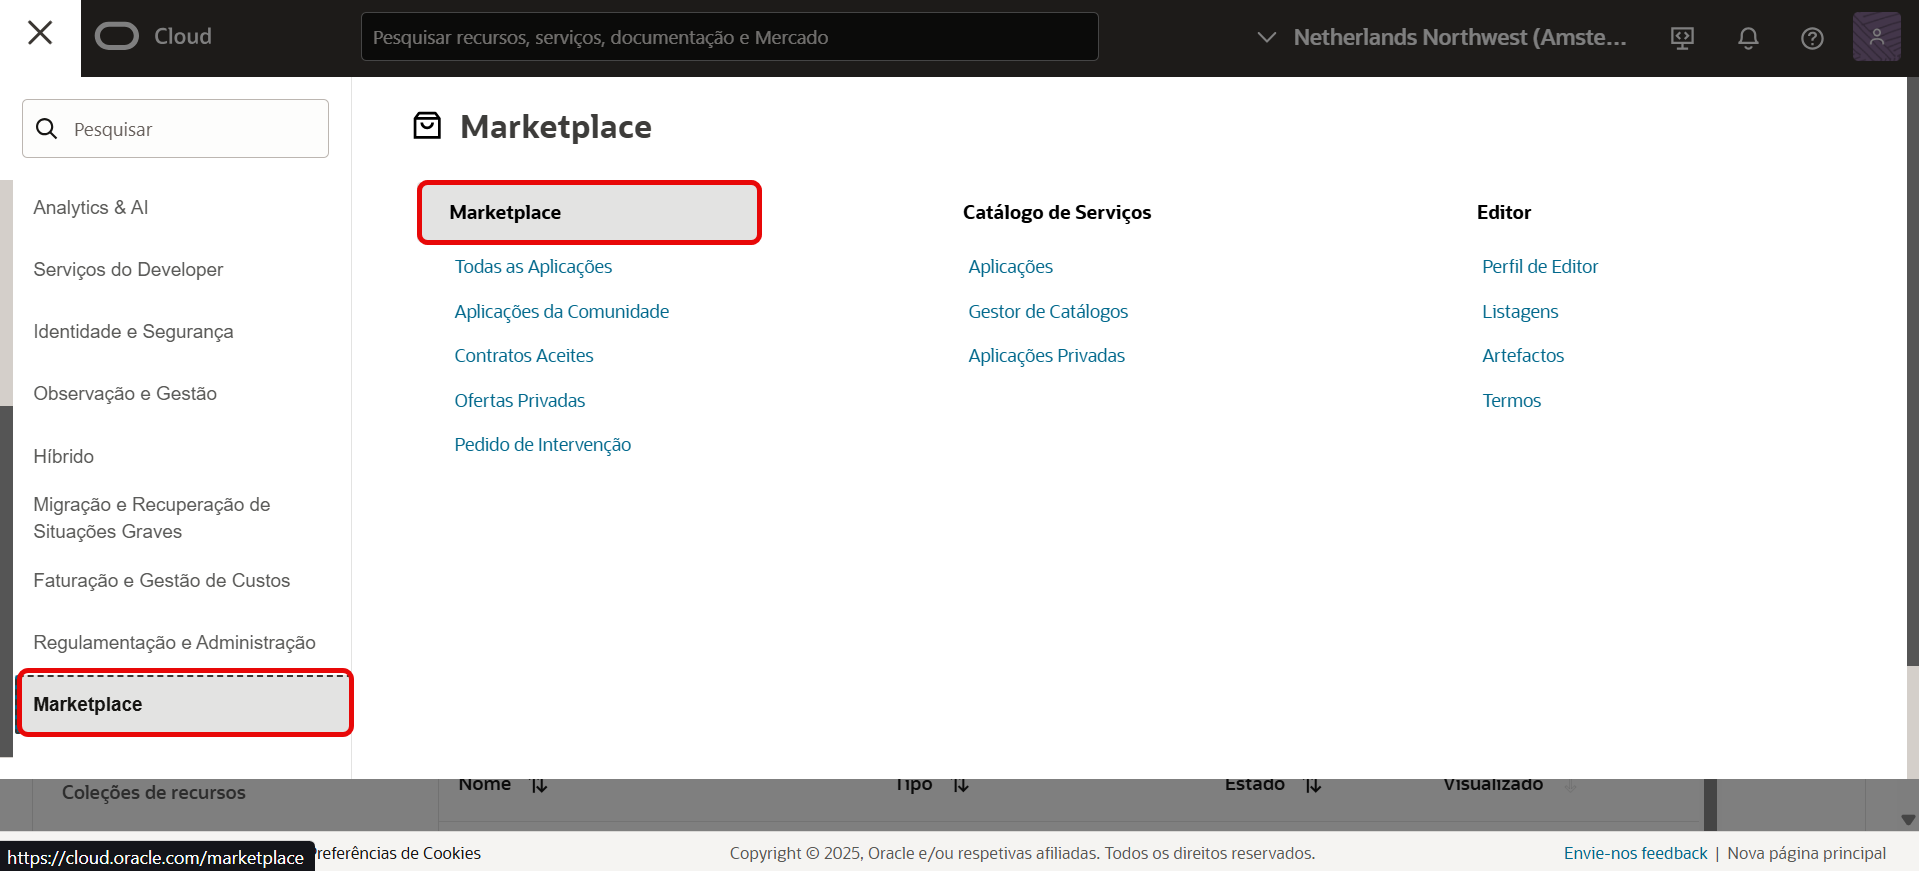 Cloud
Pesquisar recursos, serviços, documentação e Mercado
Netherlands Northwest (Amste...
Pesquisar
Analytics & AI
Serviços do Developer
Identidade e Segurança
Observação e Gestão
Híbrido
Migração e Recuperação de
Situações Graves
Faturação e Gestão de Custos
Regulamentação e Administração
Marketplace
Marketplace
Marketplace
Todas as Aplicações
Aplicações da Comunidade
Contratos Aceites
Ofertas Privadas
Pedido de Intervenção
Catálogo de Serviços
Aplicações
Gestor de Catálogos
Aplicações Privadas
Editor
Perfil de Editor
Listagens
Artefactos
Termos
Coleções de recursos
Nome
Tipo
Estado
Visualizado
https://cloud.oracle.com/marketplace
Preferências de Cookies
Copyright © 2025, Oracle e/ou respetivas afiliadas. Todos os direitos reservados.
Envie-nos feedback | Nova página principal